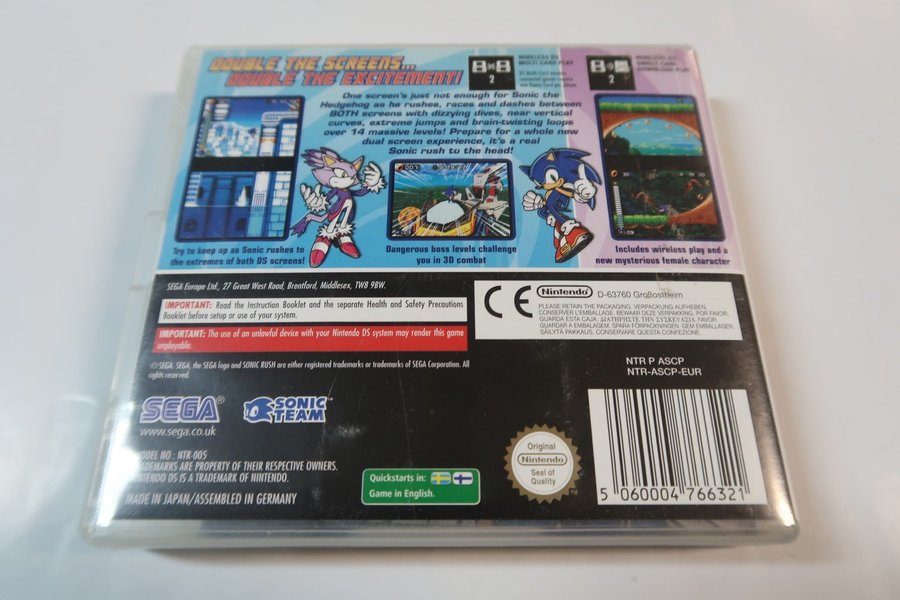 DOUBLE THE SCREENS...
DOUBLE THE EXCITEMENT!
2
WIRELESS DS
MULTI-CARD PLAY
2
WIRELESS DS
SINGLE-CARD
DOWNLOAD PLAY
One screen's just not enough for Sonic the
Hedgehog as he rushes, races and dashes between
BOTH screens with dizzying dives, near vertical
curves, extreme jumps and brain-twisting loops
over 14 massive levels! Prepare for a whole new
dual screen experience, it's a real
Sonic rush to the head!
Try to keep up as Sonic rushes to
the extremes of both DS screens!
Dangerous boss levels challenge
you in 3D combat
Includes wireless play and a
new mysterious female character
SEGA Europe Ltd., 27 Great West Road, Brentford, Middlesex, TW8 9BW.
IMPORTANT: Read the Instruction Booklet and the separate Health and Safety Precautions
Booklet before setup or use of your system.
IMPORTANT: The use of an unlawful device with your Nintendo DS system may render this game
unplayable.
© SEGA. SEGA, the SEGA logo and SONIC RUSH are either registered trademarks or trademarks of SEGA Corporation. All
rights reserved.
CE
Nintendo® D-63760 Großostheim
PLEASE RETAIN THE PACKAGING. VERPACKUNG AUFHEBEN.
CONSERVER L'EMBALLAGE. BEWAAR DEZE VERPAKKING. POR FAVOR,
GUARDA ESTA CAJA. ΔΙΑΤΗΡΗΣΤΕ ΤΗΝ ΣΥΣΚΕΥΑΣΙΑ. FAVOR
GUARDAR A EMBALAGEM. SPARA FÖRPACKNINGEN. GEM EMBALLAGEN.
SÄILYTÄ PAKKAUS. CONSERVARE QUESTA CONFEZIONE.
NTR P ASCP
NTR-ASCP-EUR
SEGA®
www.sega.co.uk
SONIC
TEAM™
MODEL NO.: NTR-005
TRADEMARKS ARE PROPERTY OF THEIR RESPECTIVE OWNERS.
NINTENDO DS IS A TRADEMARK OF NINTENDO.
MADE IN JAPAN/ASSEMBLED IN GERMANY
Quickstarts in:
Game in English.
Original
Nintendo
Seal of
Quality
5 060004 766321